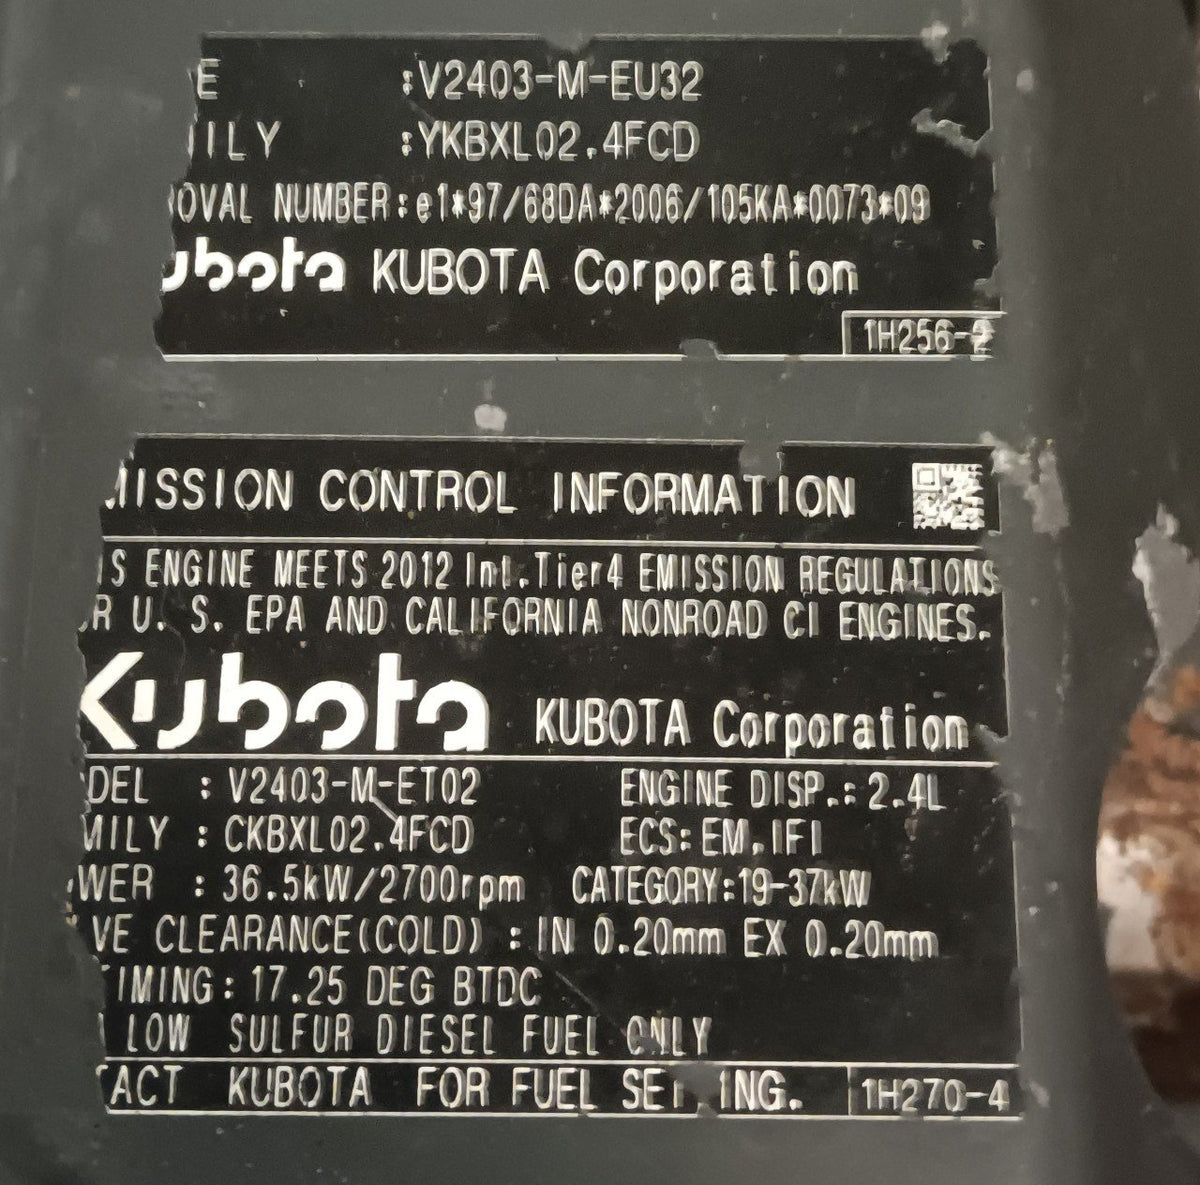 E :V2403-M-EU32
ILY :YKBXL02.4FCD
OVAL NUMBER:e1*97/68DA*2006/105KA*0073*09
ubota KUBOTA Corporation
1H256-2
MISSION CONTROL INFORMATION
IS ENGINE MEETS 2012 Int.Tier4 EMISSION REGULATIONS
R U. S. EPA AND CALIFORNIA NONROAD CI ENGINES.
Kubota KUBOTA Corporation
DEL : V2403-M-ET02 ENGINE DISP.: 2.4L
MILY : CKBXL02.4FCD ECS: EM,IFI
WER : 36.5kW/2700rpm CATEGORY:19-37kW
VE CLEARANCE(COLD) : IN 0.20mm EX 0.20mm
TIMING: 17.25 DEG BTDC
LOW SULFUR DIESEL FUEL ONLY
TACT KUBOTA FOR FUEL SETTING. 1H270-4